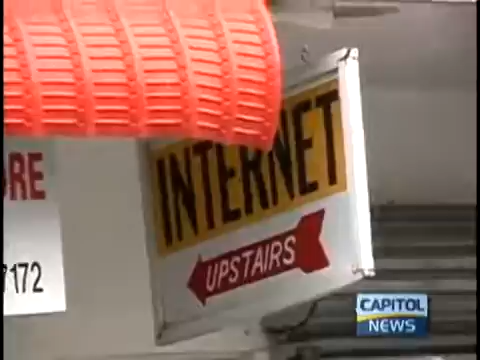 INTERNET
UPSTAIRS
RE
7172
CAPITOL
NEWS